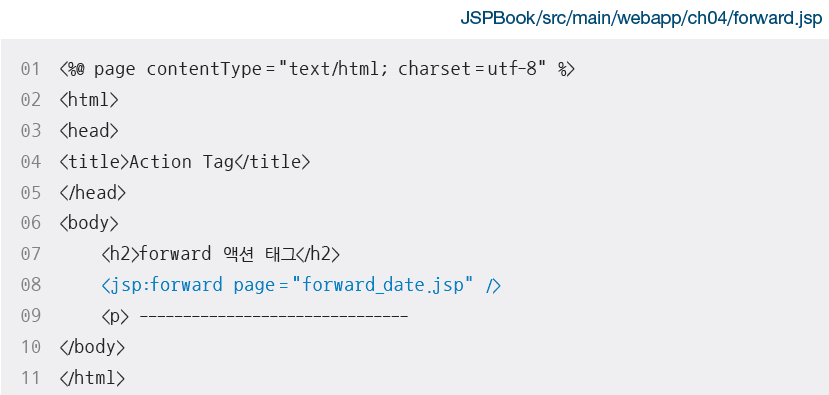 JSPBook/src/main/webapp/ch04/forward.jsp
01 <%@ page contentType="text/html; charset=utf-8" %>
02 <html>
03 <head>
04 <title>Action Tag</title>
05 </head>
06 <body>
07 <h2>forward 액션 태그</h2>
08 <jsp:forward page="forward_date.jsp" />
09 <p> -------------------------------
10 </body>
11 </html>